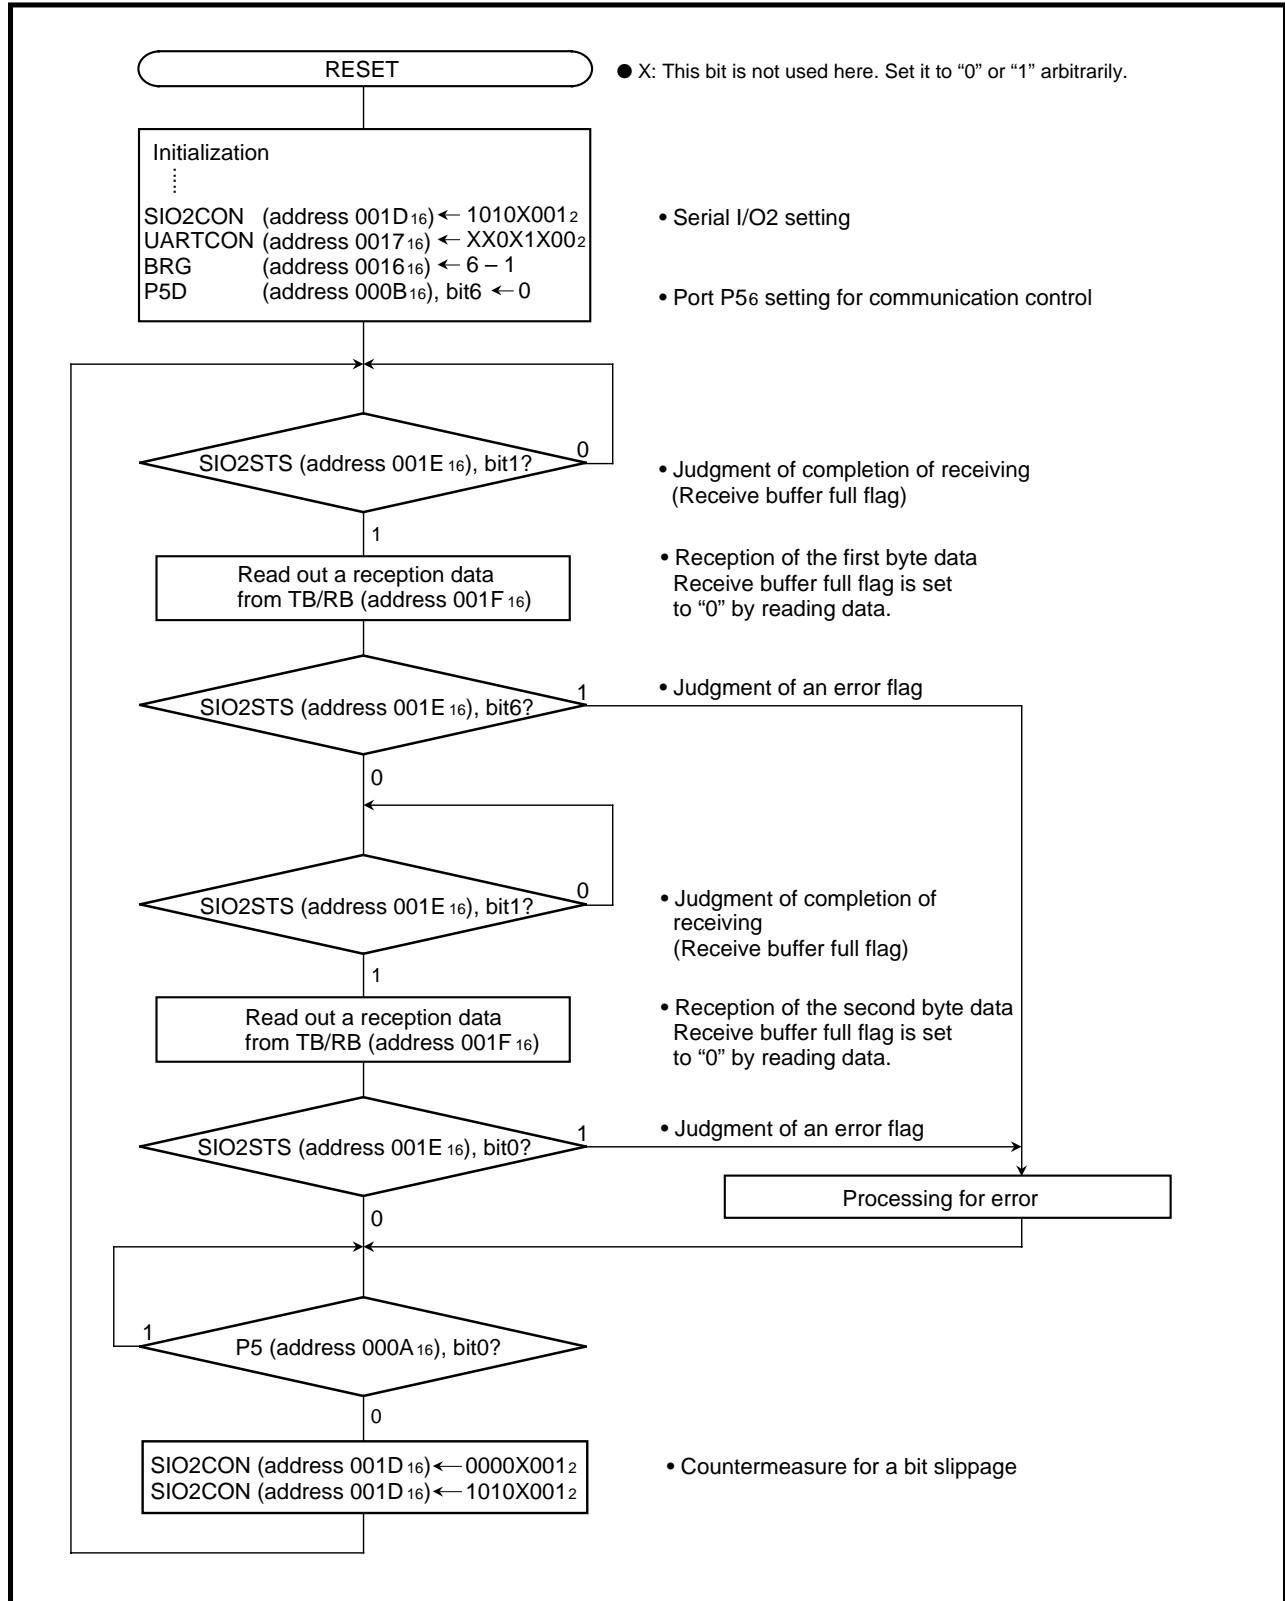 RESET
● X: This bit is not used here. Set it to “0” or “1” arbitrarily.
Initialization
SIO2CON (address 001D16) ← 1010X0012
• Serial I/O2 setting
UARTCON (address 001716) ← XX0X1X002
BRG (address 001616) ← 6 – 1
P5D (address 000B16), bit6 ← 0
• Port P56 setting for communication control
0
SIO2STS (address 001E16), bit1?
• Judgment of completion of receiving
(Receive buffer full flag)
1
• Reception of the first byte data
Receive buffer full flag is set
to “0” by reading data.
Read out a reception data
from TB/RB (address 001F16)
1
• Judgment of an error flag
SIO2STS (address 001E16), bit6?
0
0
SIO2STS (address 001E16), bit1?
• Judgment of completion of
receiving
(Receive buffer full flag)
1
Read out a reception data
from TB/RB (address 001F16)
• Reception of the second byte data
Receive buffer full flag is set
to “0” by reading data.
1
• Judgment of an error flag
SIO2STS (address 001E16), bit0?
Processing for error
0
1
P5 (address 000A16), bit0?
0
SIO2CON (address 001D16) ← 0000X0012
SIO2CON (address 001D16) ← 1010X0012
• Countermeasure for a bit slippage